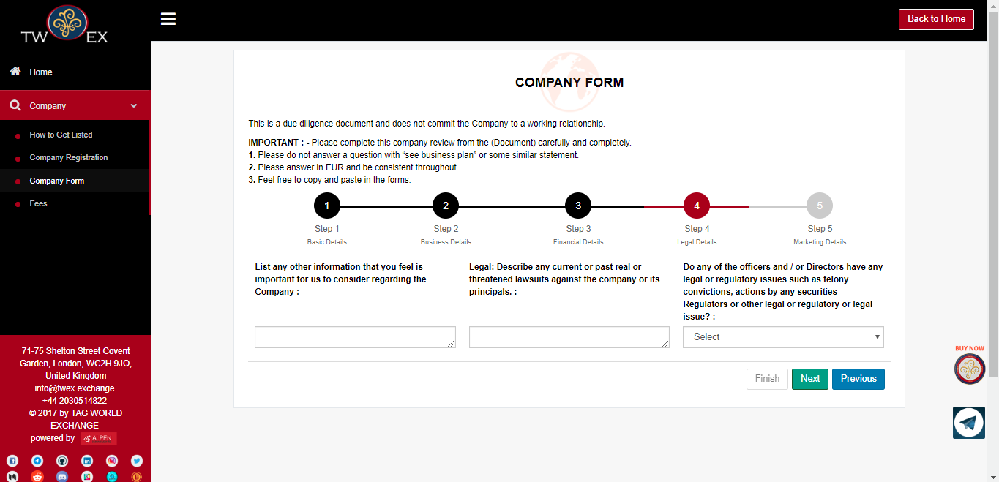 TW EX
Back to Home
Home
Company
How to Get Listed
Company Registration
Company Form
Fees
71-75 Shelton Street Covent
Garden, London, WC2H 9JQ,
United Kingdom
info@twex.exchange
+44 2030514822
© 2017 by TAG WORLD
EXCHANGE
powered by ALPEN
COMPANY FORM
This is a due diligence document and does not commit the Company to a working relationship.
IMPORTANT : - Please complete this company review from the (Document) carefully and completely.
1. Please do not answer a question with “see business plan” or some similar statement.
2. Please answer in EUR and be consistent throughout.
3. Feel free to copy and paste in the forms.
1 2 3 4 5
Step 1 Step 2 Step 3 Step 4 Step 5
Basic Details Business Details Financial Details Legal Details Marketing Details
List any other information that you feel is
important for us to consider regarding the
Company :
Legal: Describe any current or past real or
threatened lawsuits against the company or its
principals. :
Do any of the officers and / or Directors have any
legal or regulatory issues such as felony
convictions, actions by any securities
Regulators or other legal or regulatory or legal
issue? :
Select
Finish Next Previous
BUY NOW